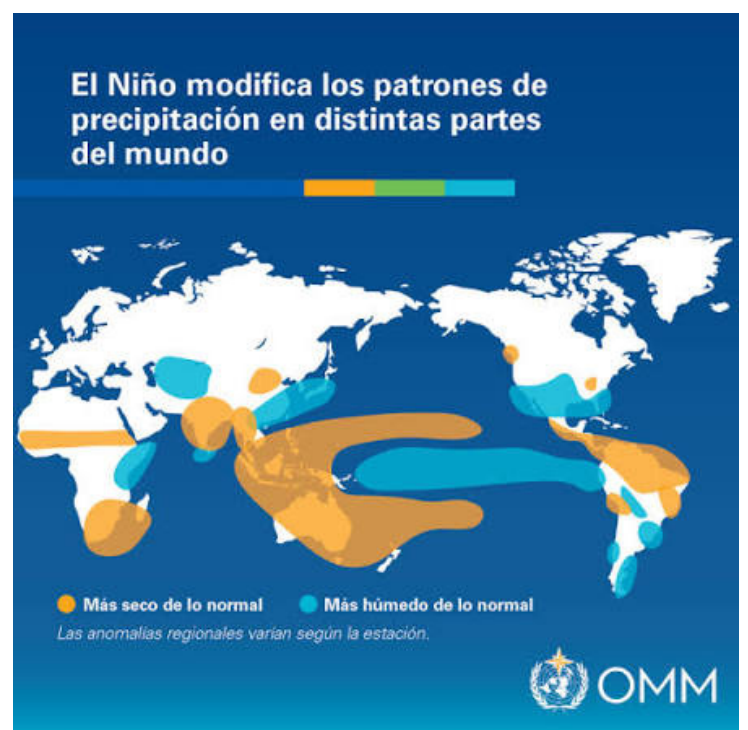 El Niño modifica los patrones de
precipitación en distintas partes
del mundo
Más seco de lo normal
Más húmedo de lo normal
Las anomalías regionales varían según la estación.
OMM